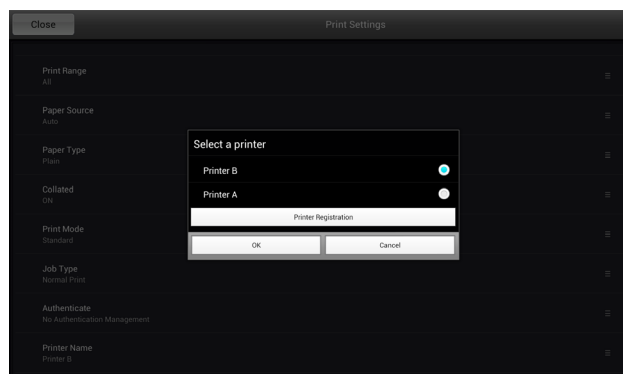 Close
Print Settings
Print Range
All
Paper Source
Auto
Paper Type
Plain
Collated
ON
Print Mode
Standard
Job Type
Normal Print
Authenticate
No Authentication Management
Printer Name
Printer B
Select a printer
Printer B
Printer A
Printer Registration
OK
Cancel